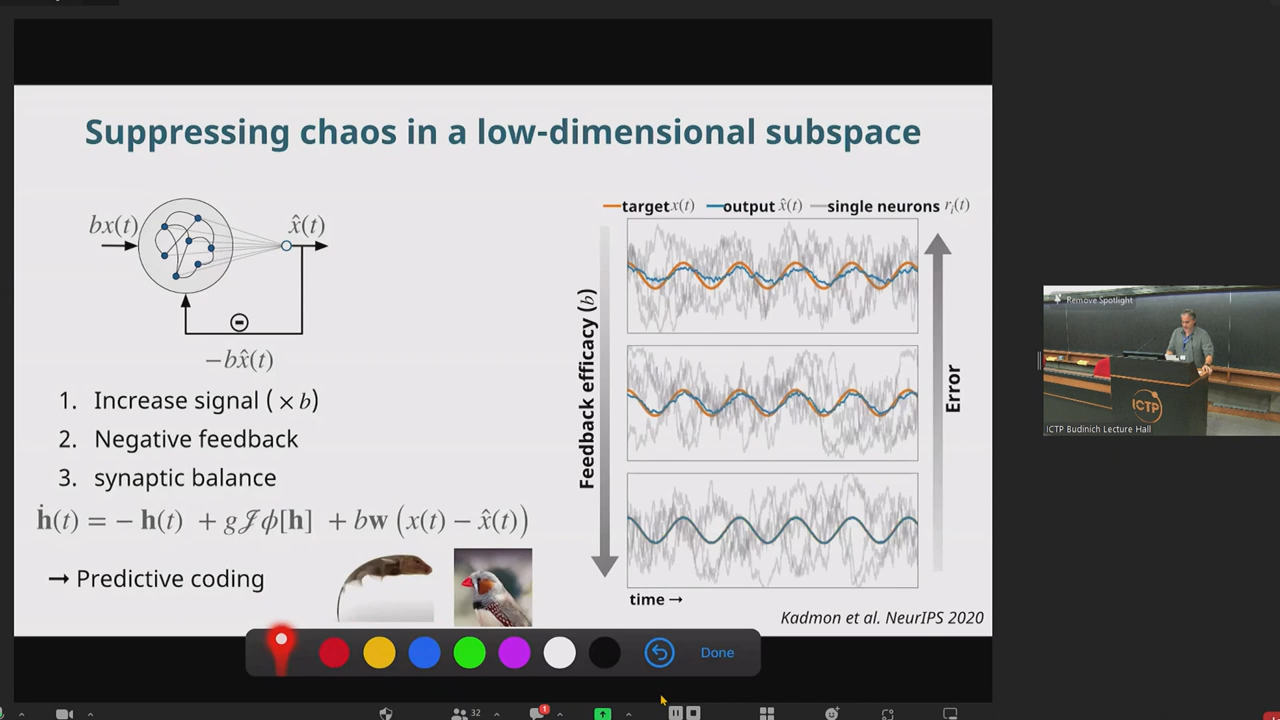 Suppressing chaos in a low-dimensional subspace
bx(t)
x̂(t)
−bx̂(t)
1. Increase signal (×b)
2. Negative feedback
3. synaptic balance
ḣ(t) = − h(t) + g𝒥ϕ[h] + bw (x(t) − x̂(t))
→ Predictive coding
target x(t) output x̂(t) single neurons rᵢ(t)
Feedback efficacy (b)
Error
time →
Kadmon et al. NeurIPS 2020
Done
32
1
Remove Spotlight
ICTP
ICTP Budinich Lecture Hall